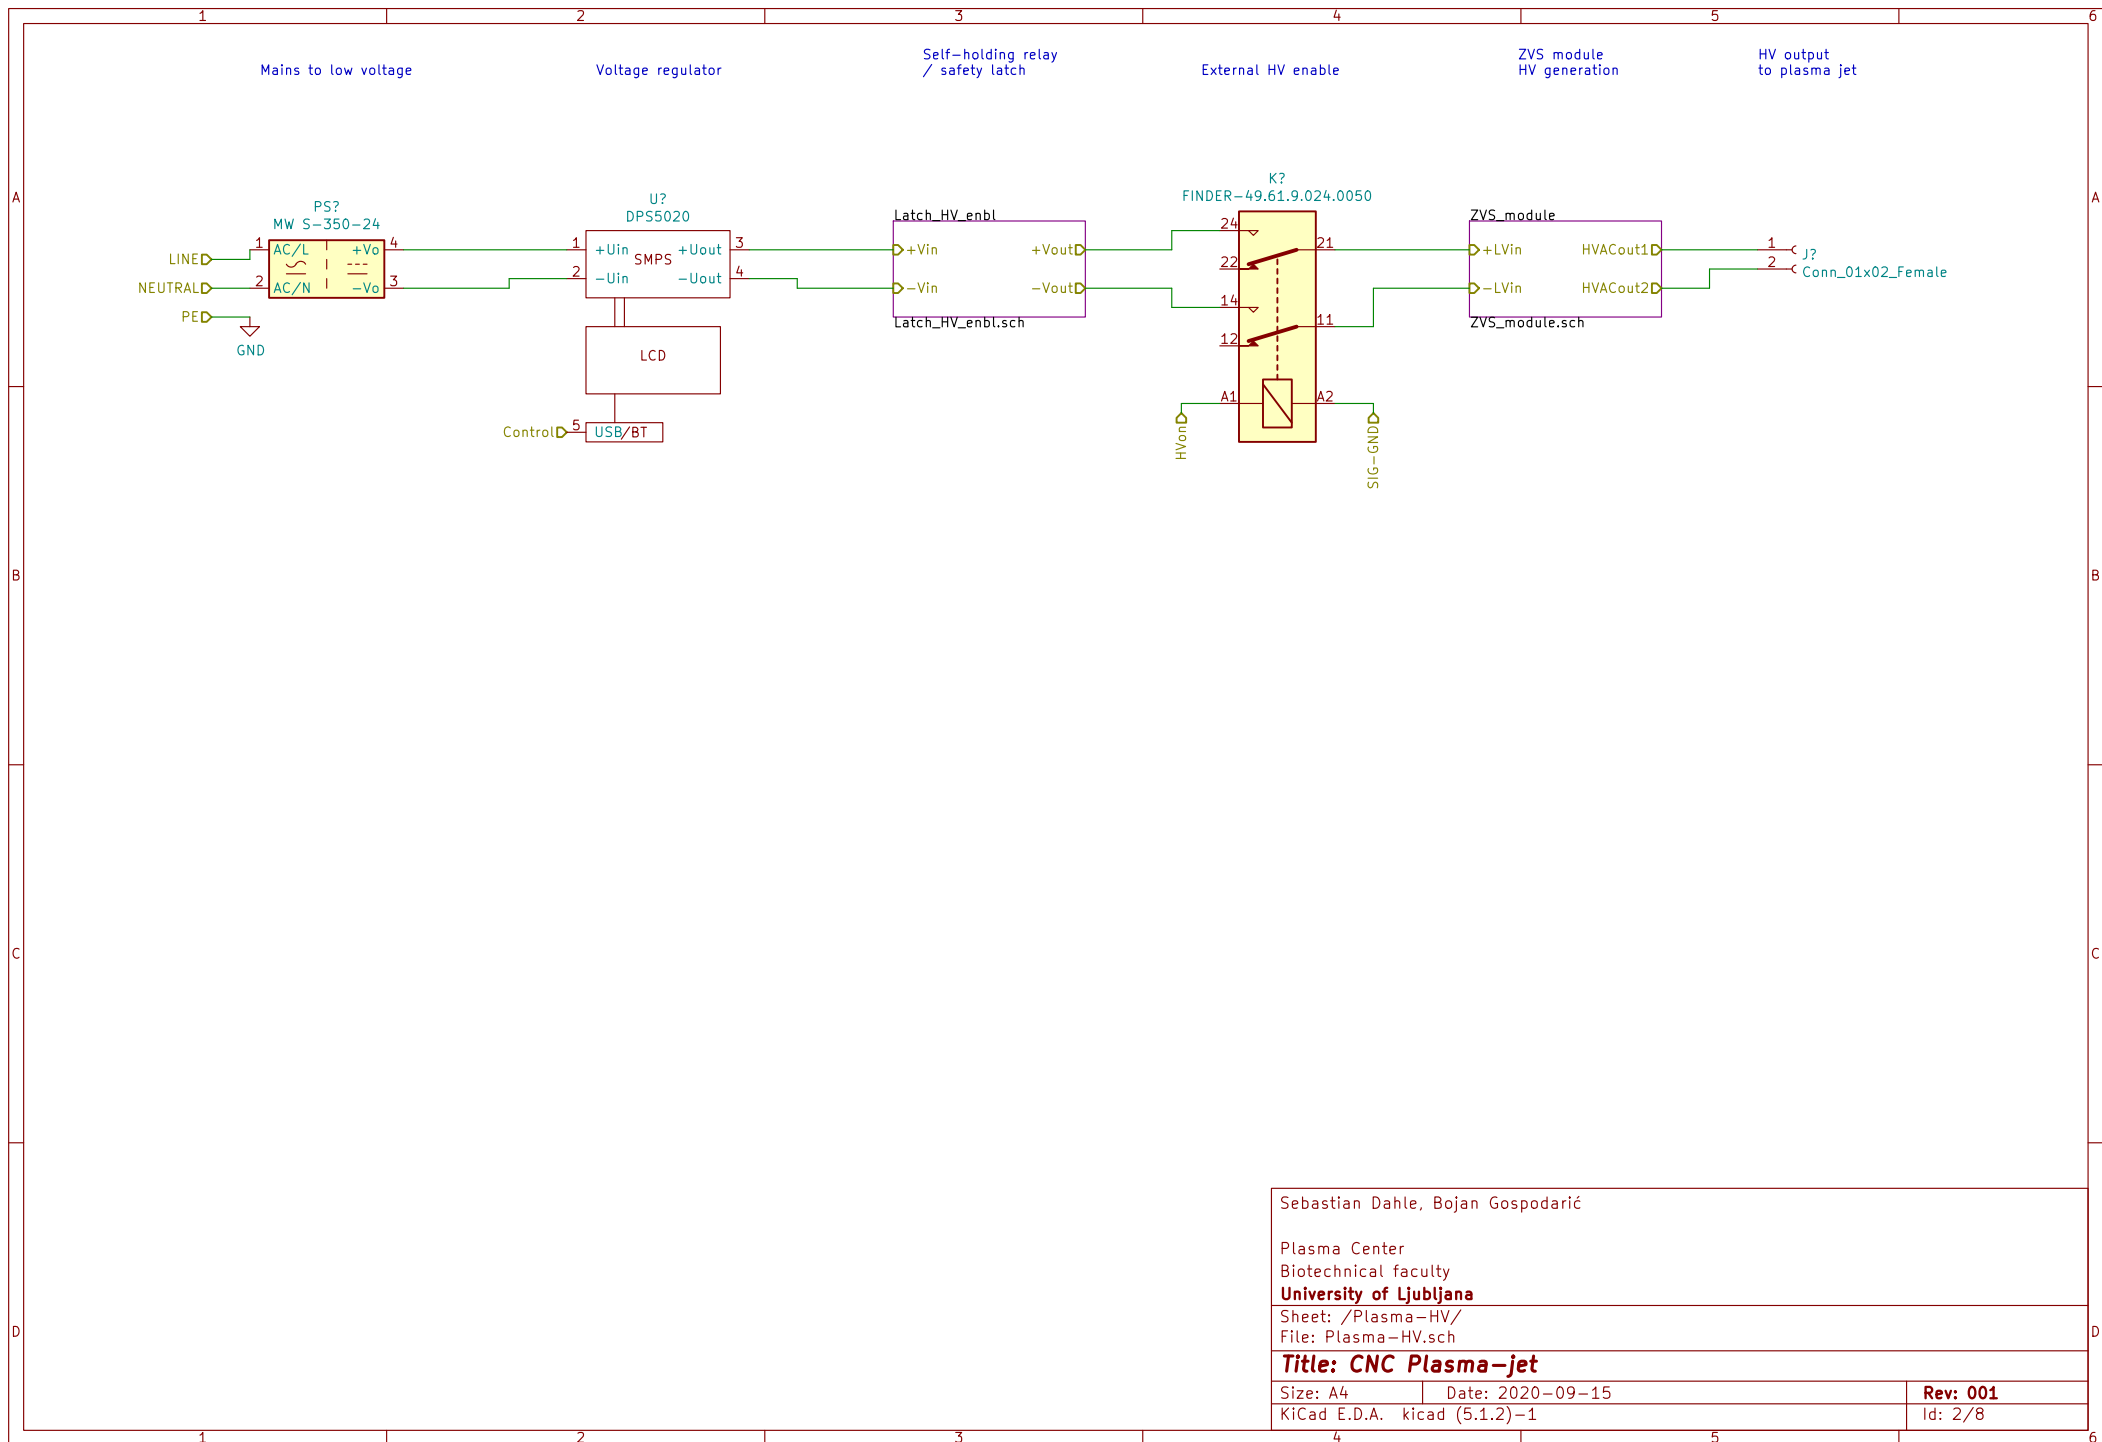 1 2 3 4 5 6
Mains to low voltage
Voltage regulator
Self-holding relay
/ safety latch
External HV enable
ZVS module
HV generation
HV output
to plasma jet
A
A
LINE
NEUTRAL
PE
GND
PS?
MW S-350-24
1 AC/L +Vo 4
2 AC/N -Vo 3
U?
DPS5020
1 +Uin +Uout 3
SMPS
2 -Uin -Uout 4
LCD
Control 5 USB/BT
Latch_HV_enbl
+Vin +Vout
-Vin -Vout
Latch_HV_enbl.sch
K?
FINDER-49.61.9.024.0050
24
21
22
14
11
12
A1 A2
HVon
SIG-GND
ZVS_module
+LVin HVACout1
-LVin HVACout2
ZVS_module.sch
1
2
J?
Conn_01x02_Female
B
B
C
C
D
D
Sebastian Dahle, Bojan Gospodarić
Plasma Center
Biotechnical faculty
University of Ljubljana
Sheet: /Plasma-HV/
File: Plasma-HV.sch
Title: CNC Plasma-jet
Size: A4 Date: 2020-09-15 Rev: 001
KiCad E.D.A. kicad (5.1.2)-1 Id: 2/8
1 2 3 4 5 6